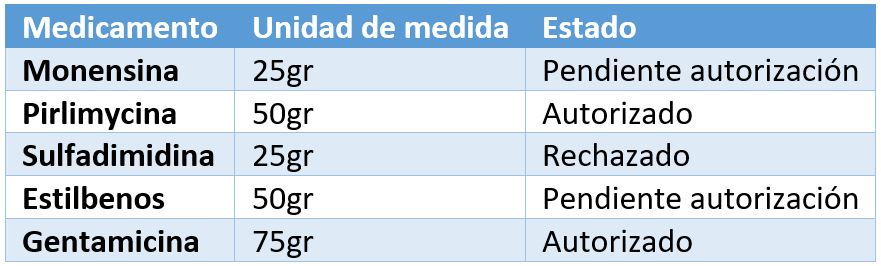 Medicamento Unidad de medida Estado
Monensina 25gr Pendiente autorización
Pirlimycina 50gr Autorizado
Sulfadimidina 25gr Rechazado
Estilbenos 50gr Pendiente autorización
Gentamicina 75gr Autorizado